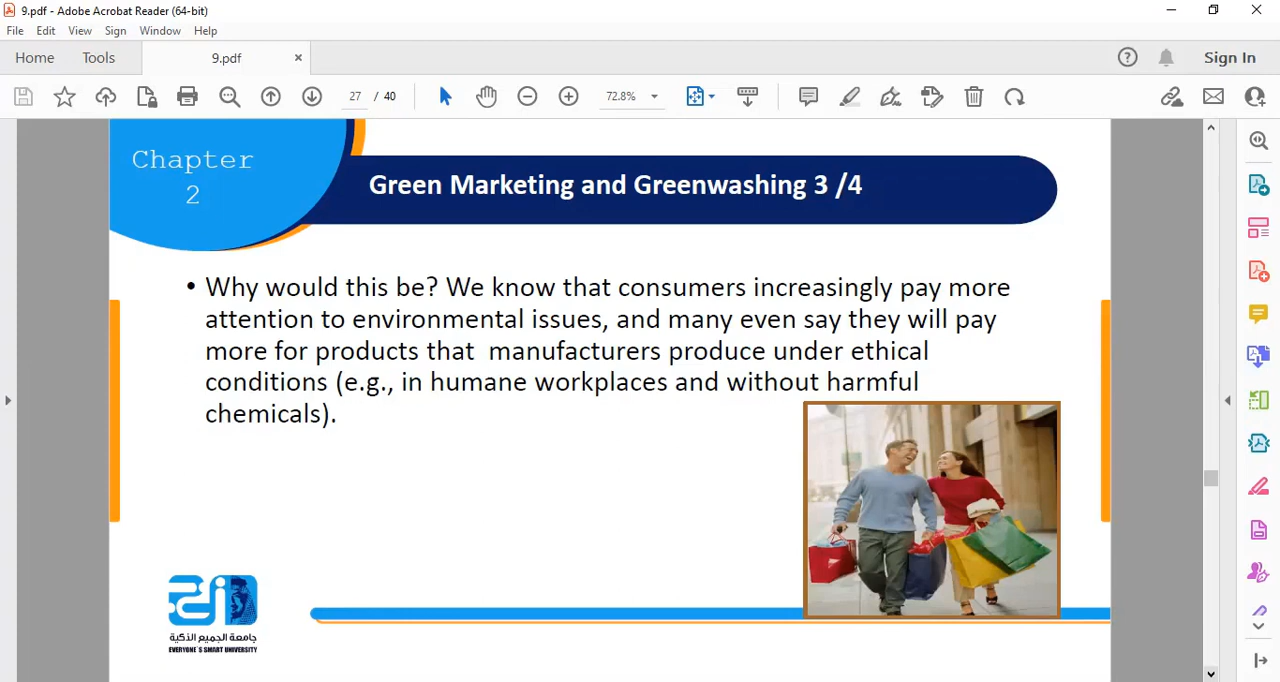 9.pdf - Adobe Acrobat Reader (64-bit)
File Edit View Sign Window Help
Home Tools 9.pdf Sign In
27 / 40 72.8%
Chapter
2
Green Marketing and Greenwashing 3 /4
• Why would this be? We know that consumers increasingly pay more
attention to environmental issues, and many even say they will pay
more for products that manufacturers produce under ethical
conditions (e.g., in humane workplaces and without harmful
chemicals).
جامعة الجميع الذكية
EVERYONE`S SMART UNIVERSITY